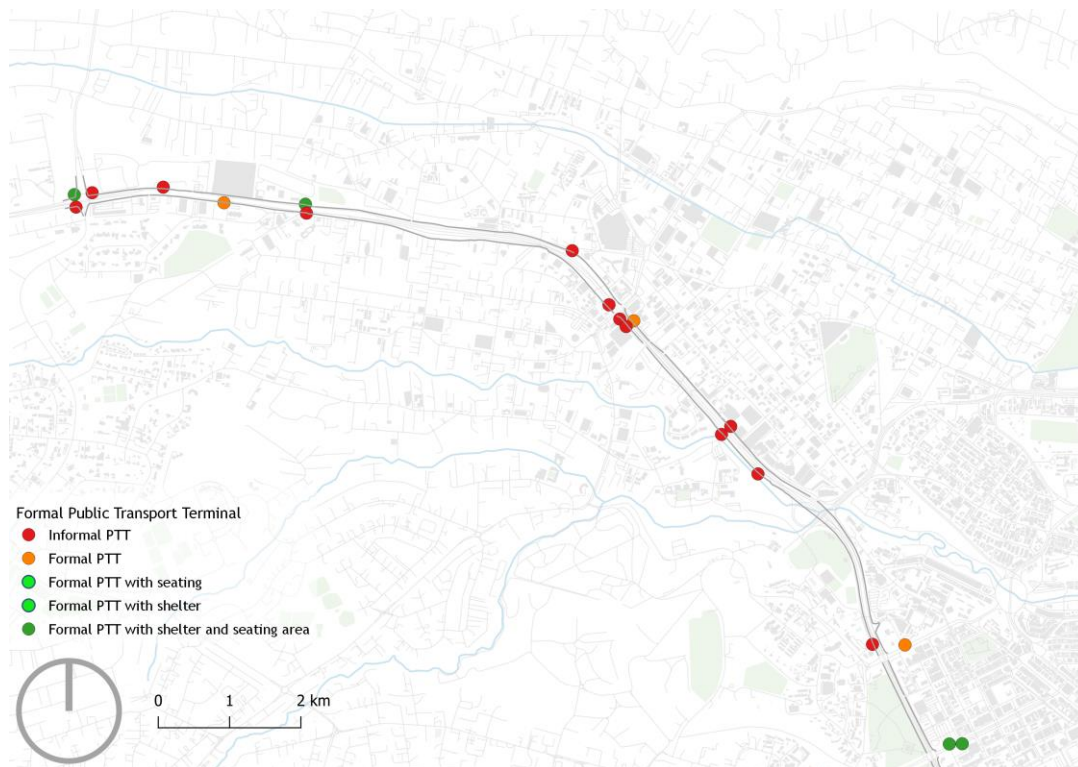 Formal Public Transport Terminal
Informal PTT
Formal PTT
Formal PTT with seating
Formal PTT with shelter
Formal PTT with shelter and seating area
0 1 2 km